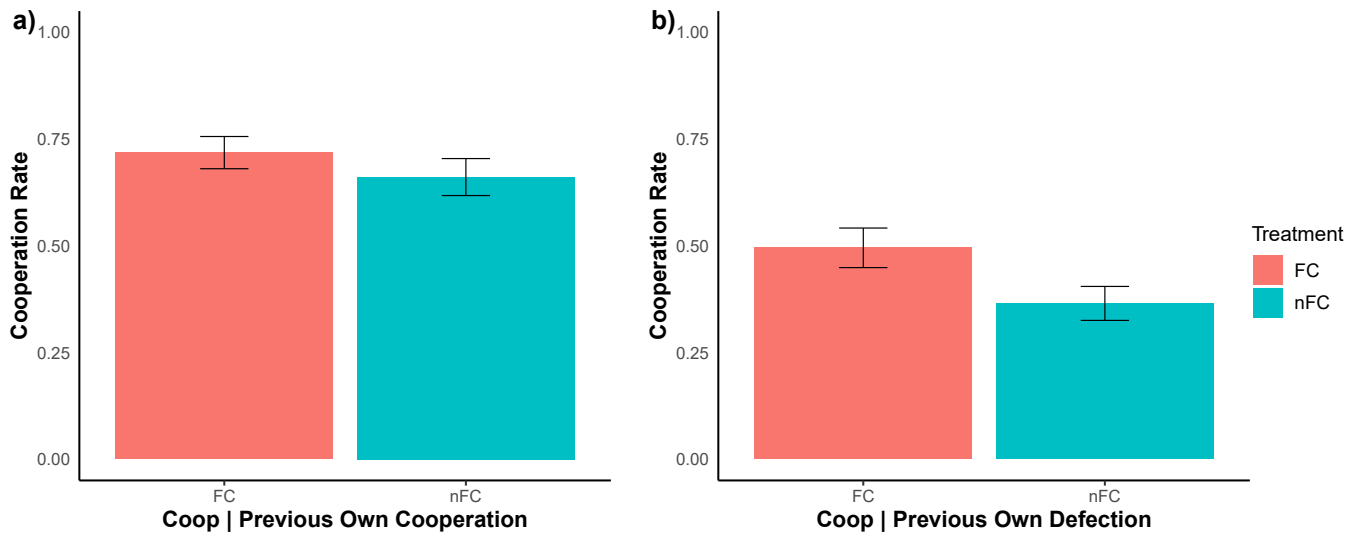 a)
1.00
0.75
0.50
0.25
0.00
Cooperation Rate
FC
nFC
Coop | Previous Own Cooperation
b)
1.00
0.75
0.50
0.25
0.00
Cooperation Rate
FC
nFC
Coop | Previous Own Defection
Treatment
FC
nFC